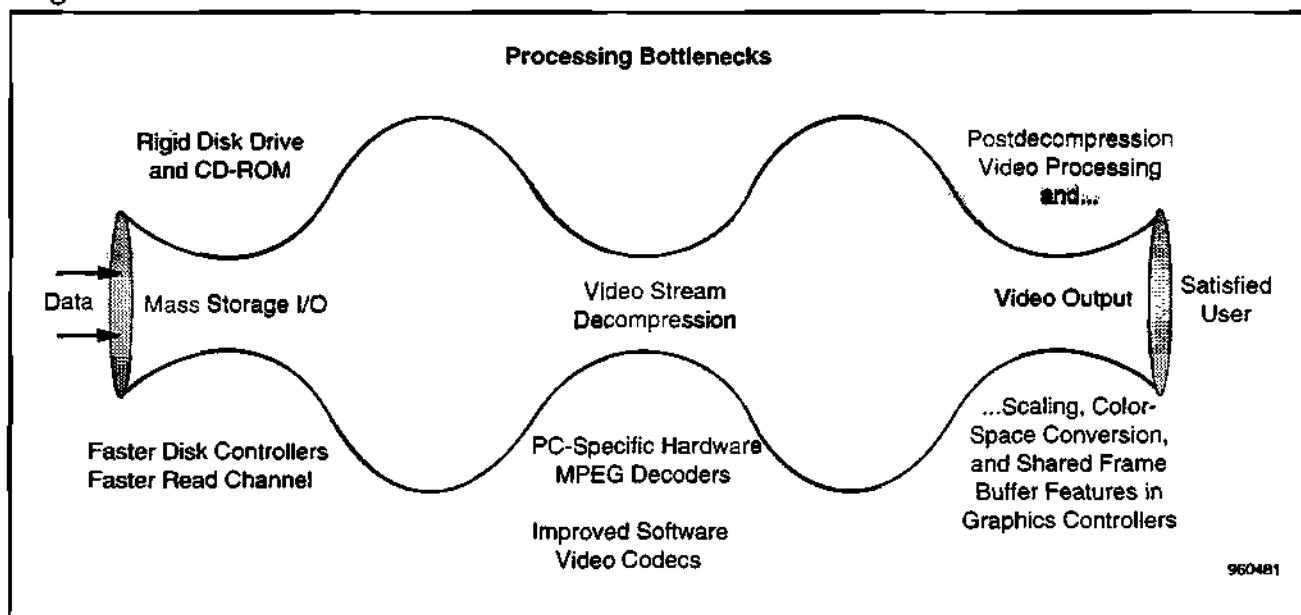 Processing Bottlenecks
Rigid Disk Drive
and CD-ROM
Postdecompression
Video Processing
and...
Data
Mass Storage I/O
Video Stream
Decompression
Video Output
Satisfied
User
Faster Disk Controllers
Faster Read Channel
PC-Specific Hardware
MPEG Decoders
Improved Software
Video Codecs
...Scaling, Color-
Space Conversion,
and Shared Frame
Buffer Features in
Graphics Controllers
960481